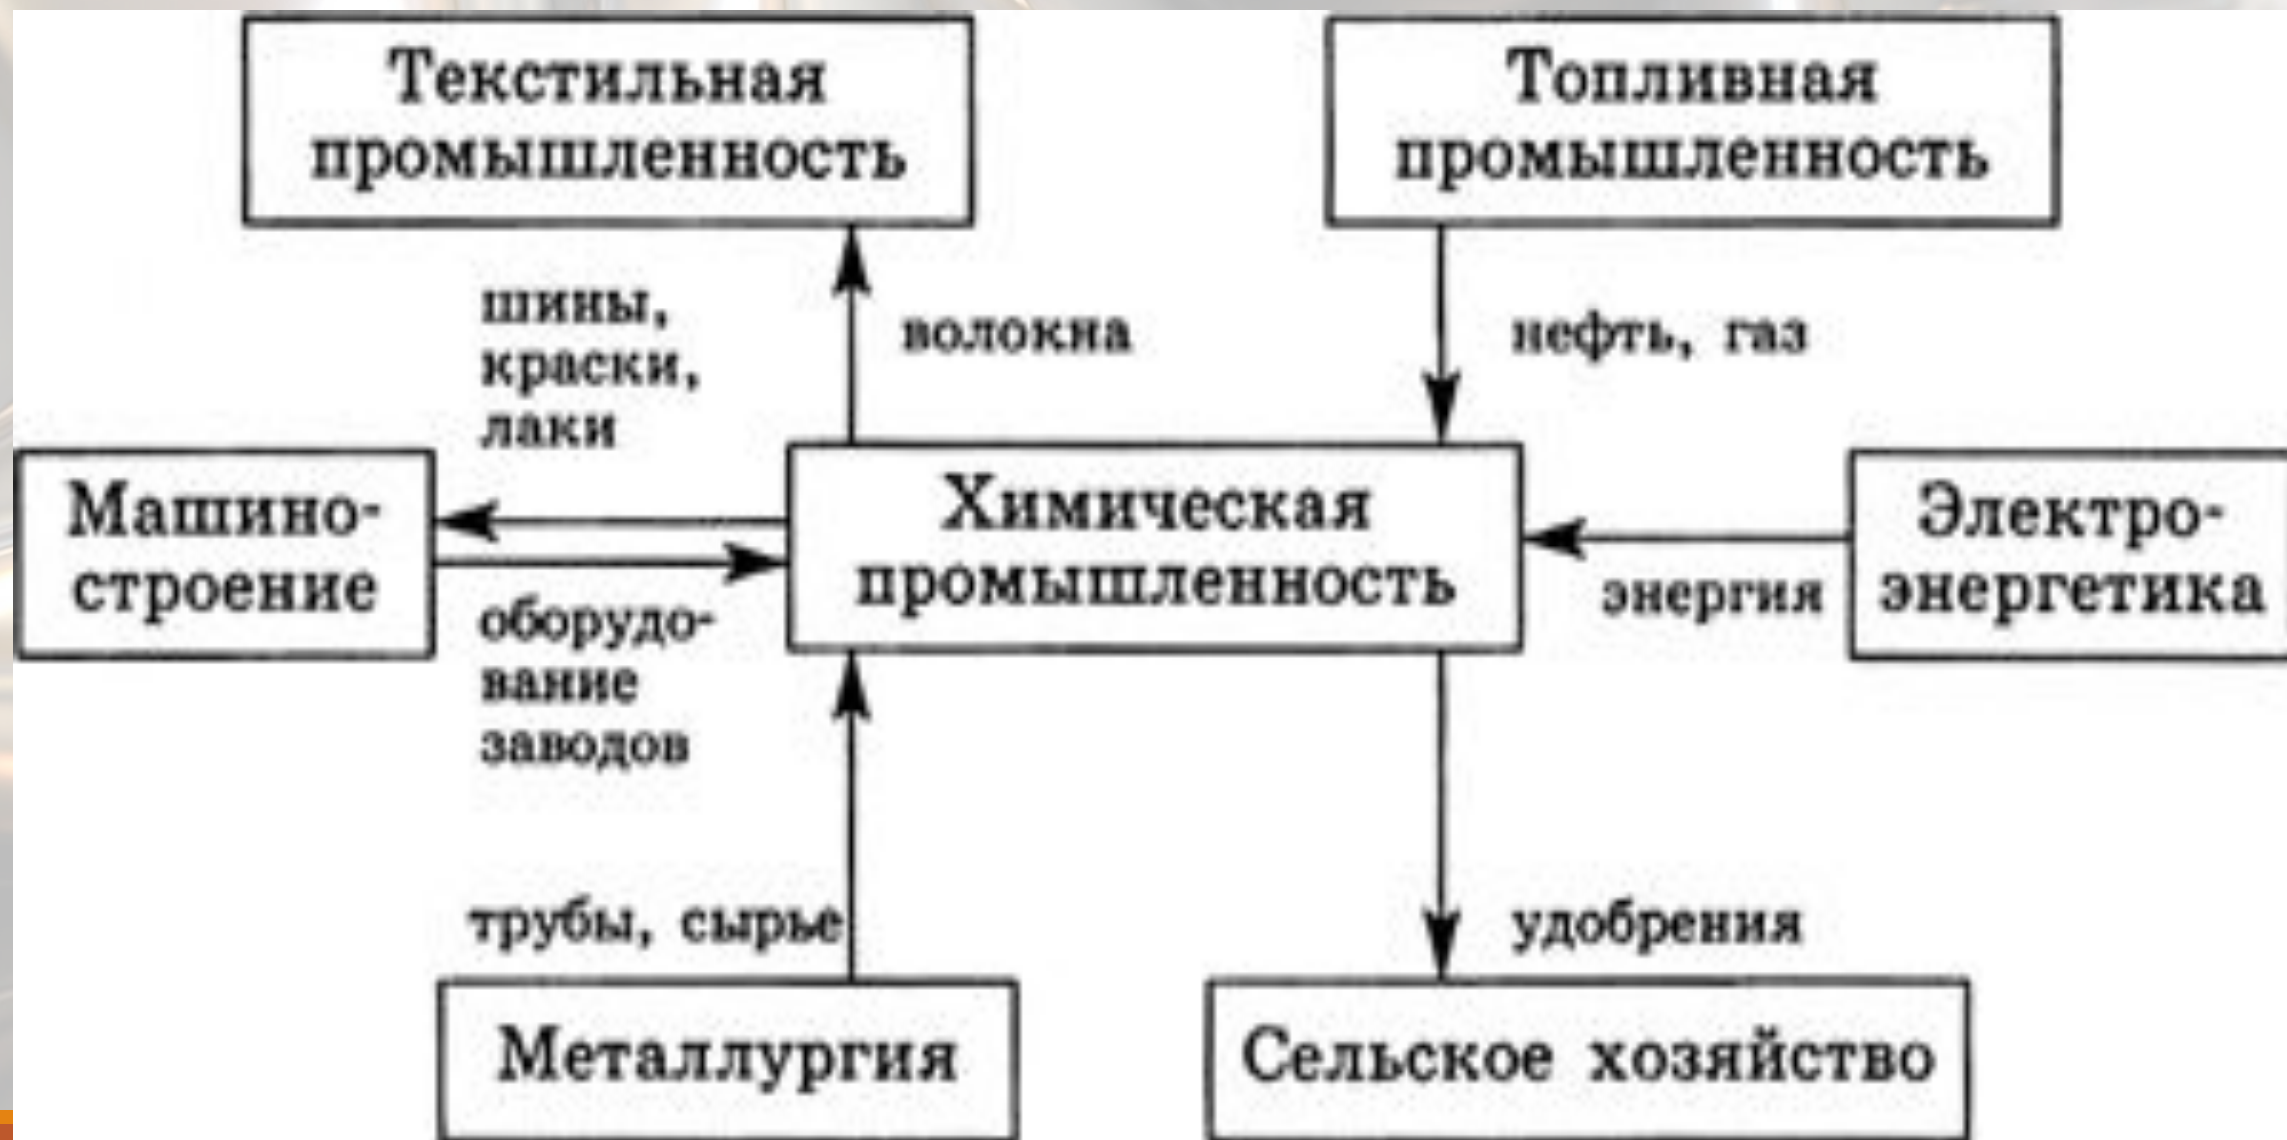 Текстильная
промышленность
Топливная
промышленность
шины,
краски,
лаки
волокна
нефть, газ
Машино-
строение
Химическая
промышленность
Электро-
энергетика
энергия
оборудо-
вание
заводов
трубы, сырье
удобрения
Металлургия
Сельское хозяйство